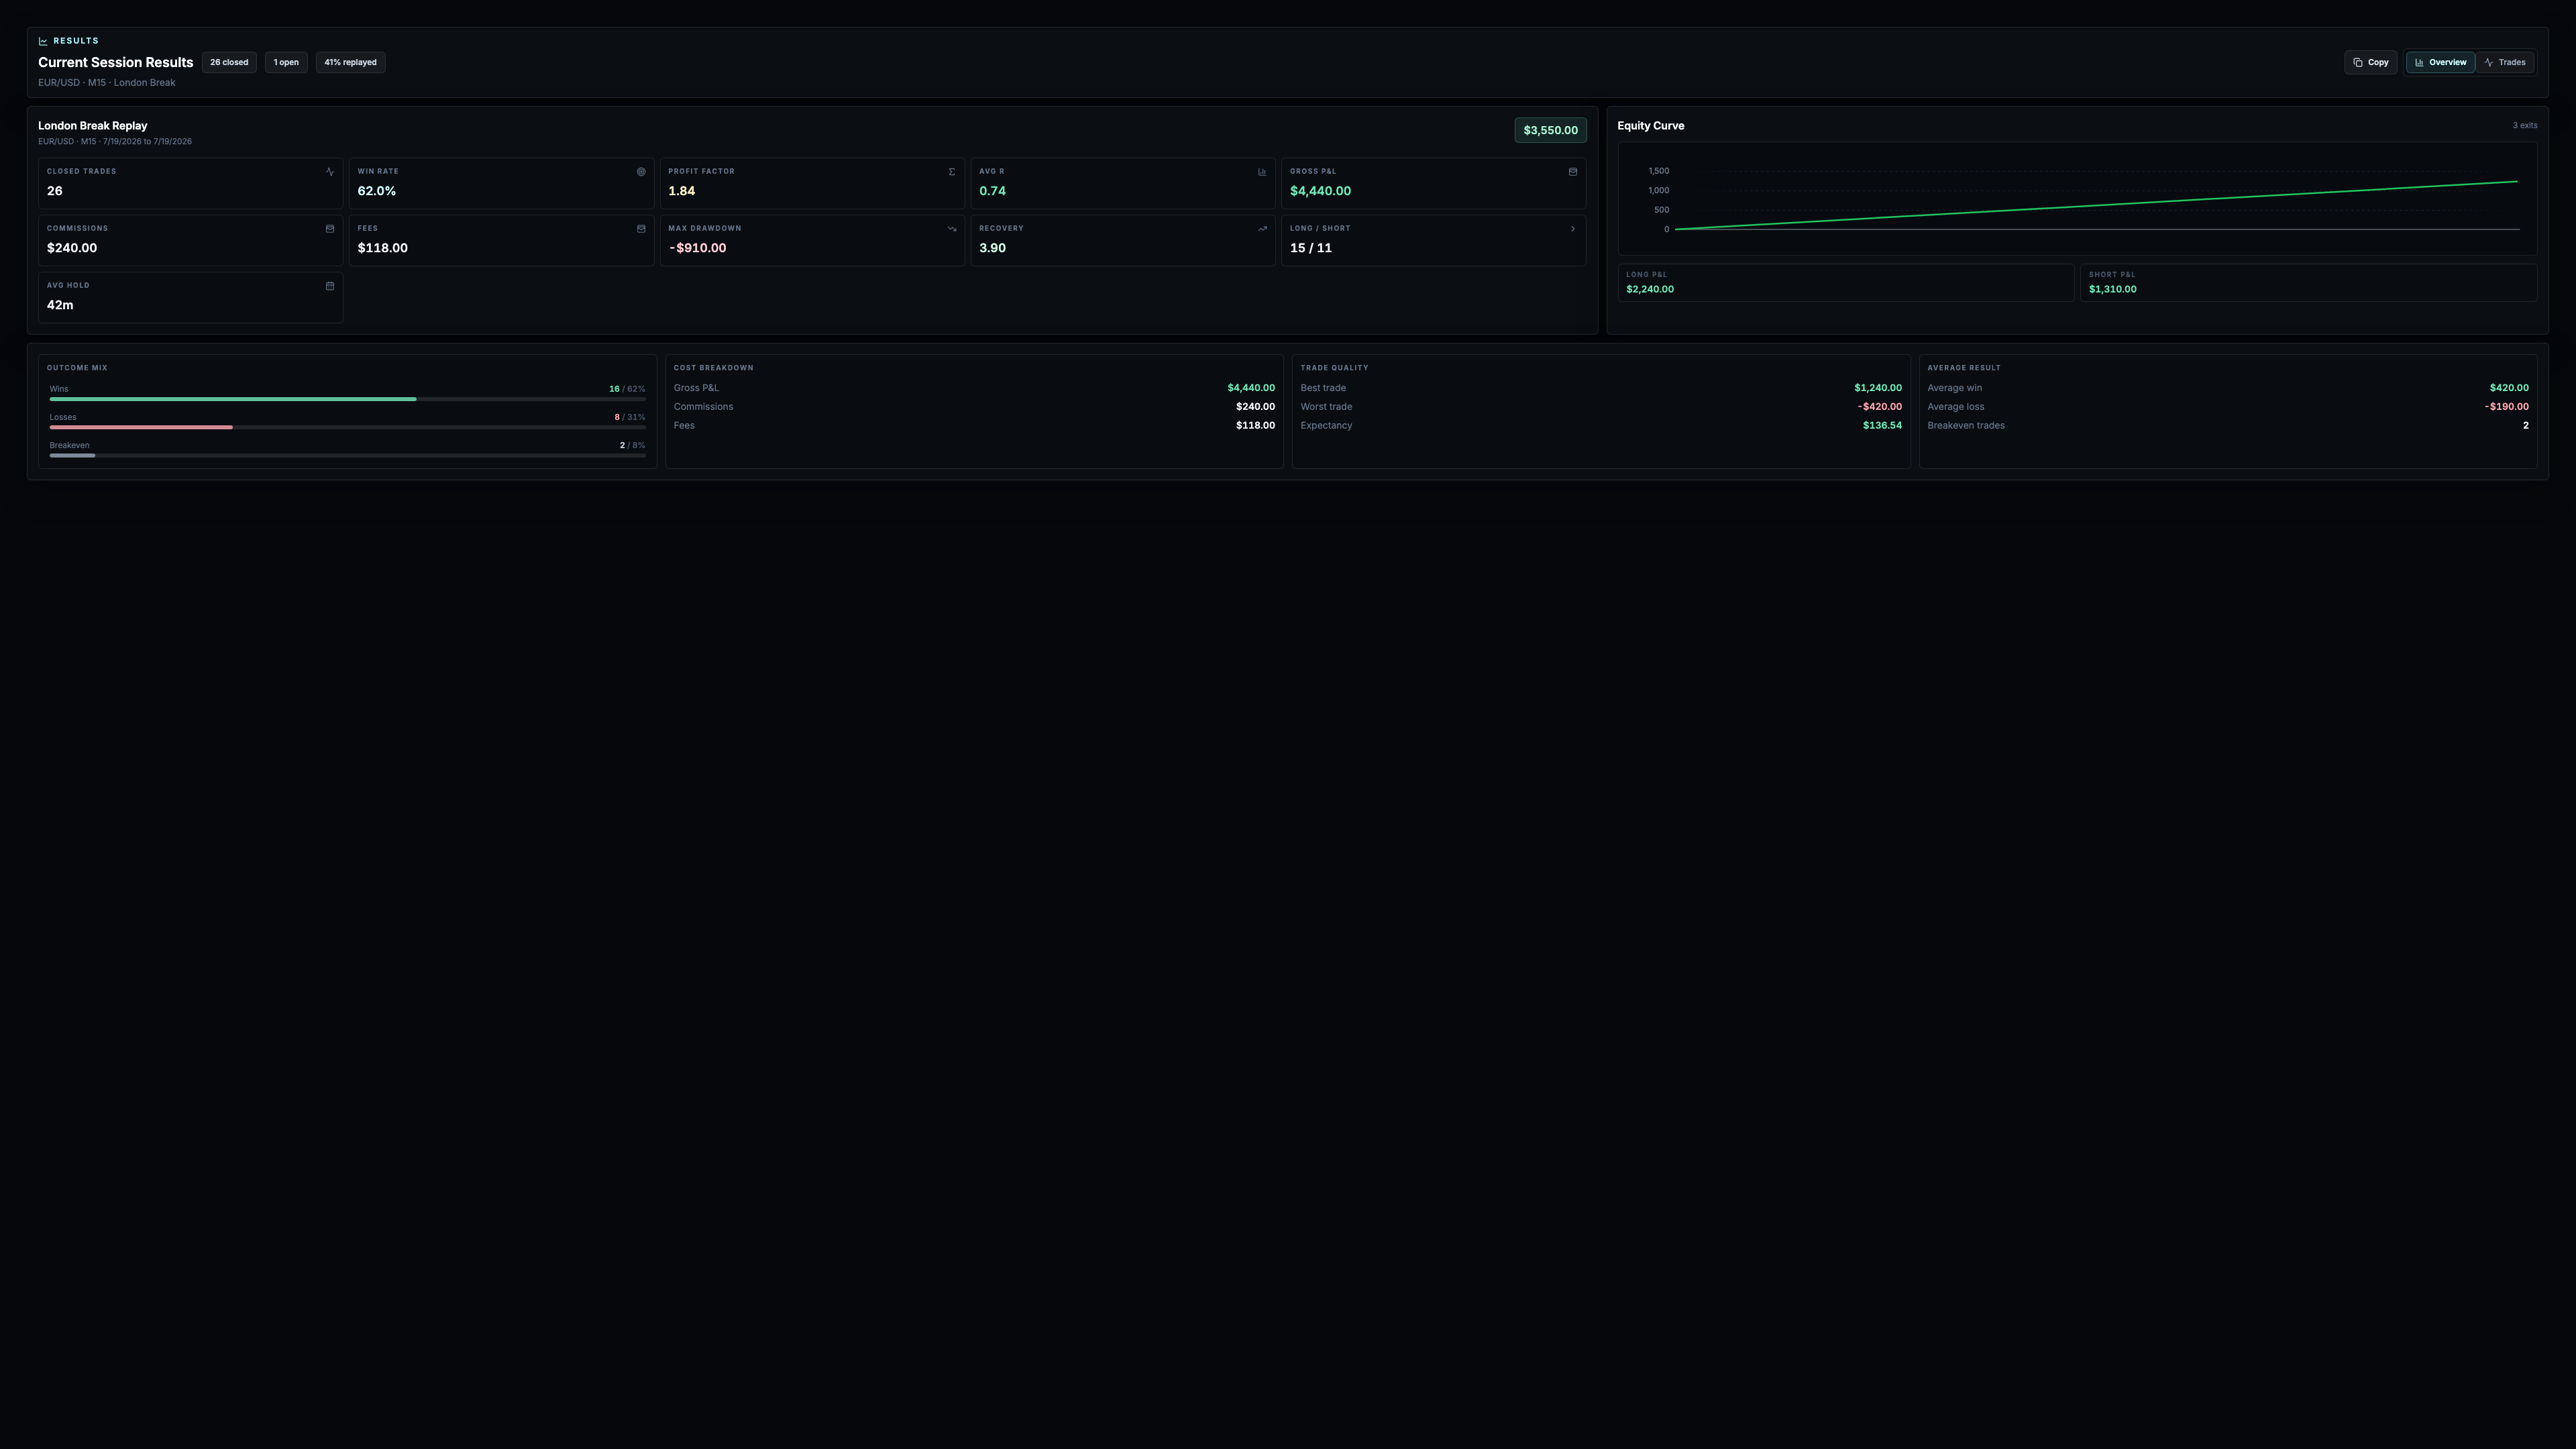 RESULTS
Current Session Results
26 closed
1 open
41% replayed
EUR/USD · M15 · London Break
Copy
Overview
Trades
London Break Replay
EUR/USD · M15 · 7/19/2026 to 7/19/2026
$3,550.00
CLOSED TRADES
26
WIN RATE
62.0%
PROFIT FACTOR
1.84
AVG R
0.74
GROSS P&L
$4,440.00
COMMISSIONS
$240.00
FEES
$118.00
MAX DRAWDOWN
-$910.00
RECOVERY
3.90
LONG / SHORT
15 / 11
AVG HOLD
42m
Equity Curve
3 exits
1,500
1,000
500
0
LONG P&L
$2,240.00
SHORT P&L
$1,310.00
OUTCOME MIX
Wins
16 / 62%
Losses
8 / 31%
Breakeven
2 / 8%
COST BREAKDOWN
Gross P&L
$4,440.00
Commissions
$240.00
Fees
$118.00
TRADE QUALITY
Best trade
$1,240.00
Worst trade
-$420.00
Expectancy
$136.54
AVERAGE RESULT
Average win
$420.00
Average loss
-$190.00
Breakeven trades
2